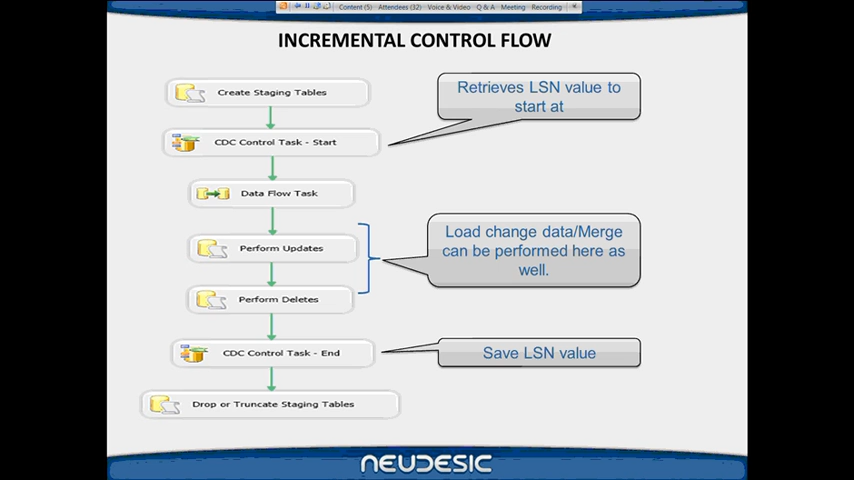 Content (5) Attendees (32) Voice & Video Q & A Meeting Recording
INCREMENTAL CONTROL FLOW
Create Staging Tables
Retrieves LSN value to
start at
CDC Control Task - Start
Data Flow Task
Perform Updates
Load change data/Merge
can be performed here as
well.
Perform Deletes
CDC Control Task - End
Save LSN value
Drop or Truncate Staging Tables
NEUDESIC